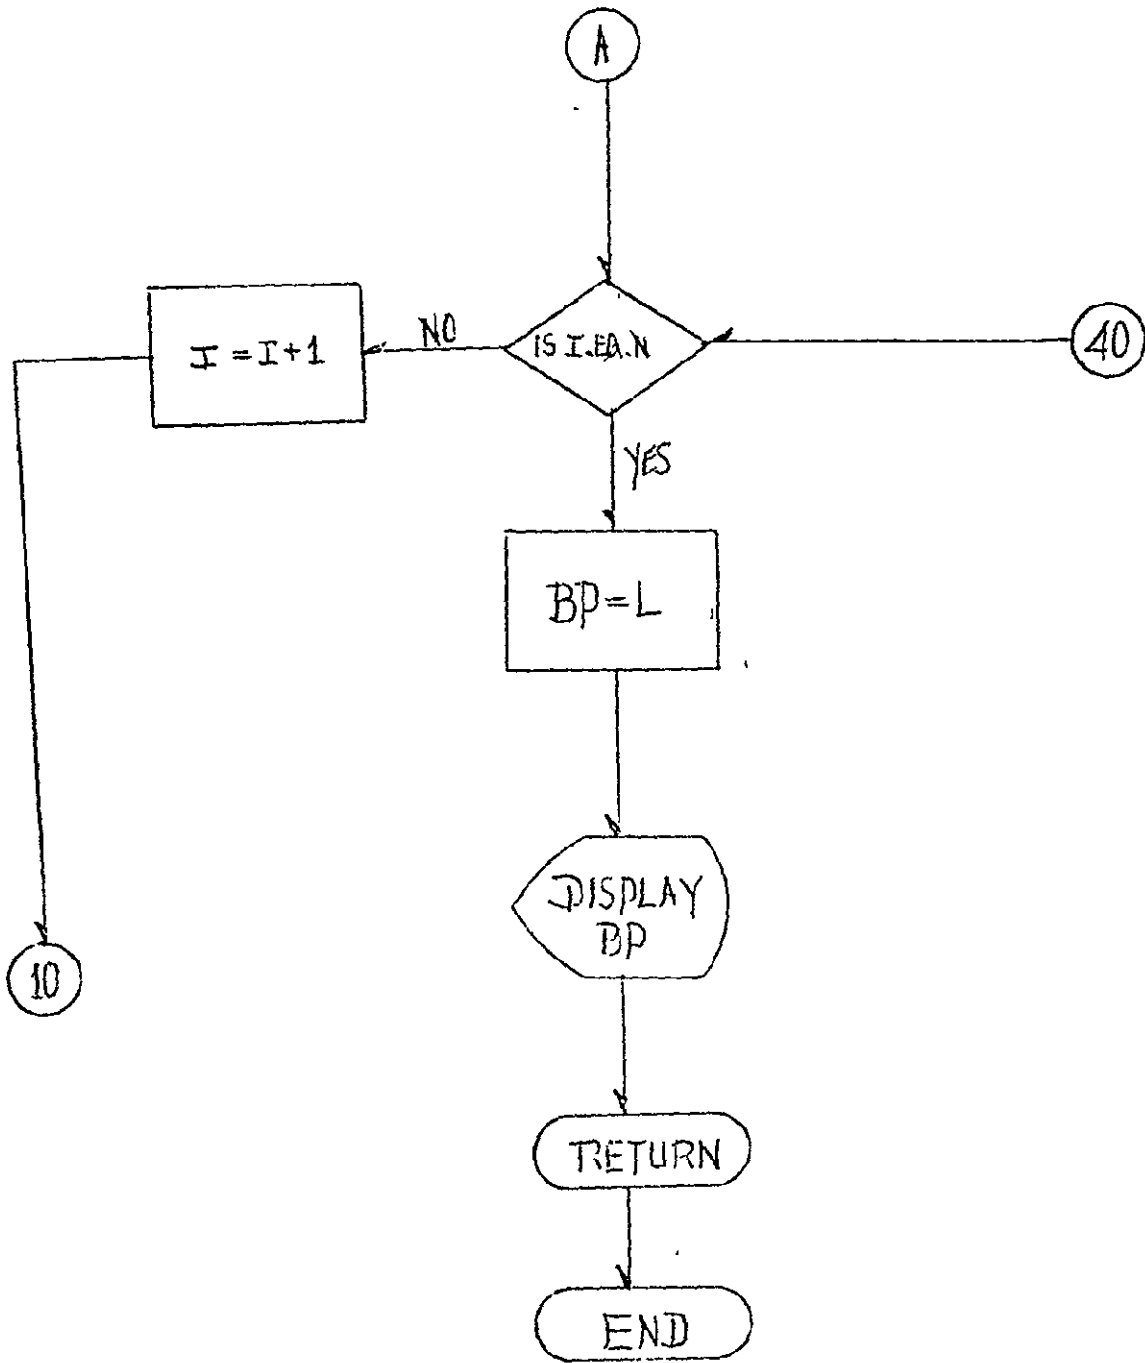 A
I = I+1
NO
IS I.EQ.N
40
YES
BP=L
DISPLAY
BP
10
RETURN
END